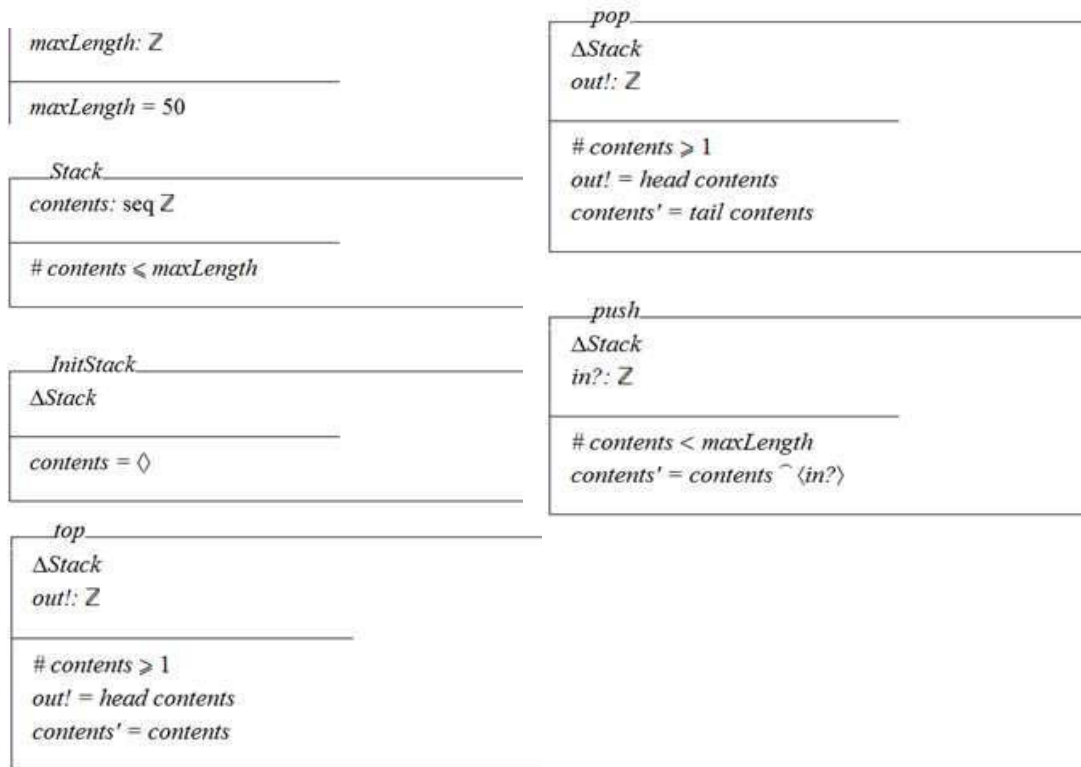 maxLength: ℤ
maxLength = 50
Stack
contents: seq ℤ
# contents ⩽ maxLength
InitStack
ΔStack
contents = ◊
top
ΔStack
out!: ℤ
# contents ⩾ 1
out! = head contents
contents' = contents
pop
ΔStack
out!: ℤ
# contents ⩾ 1
out! = head contents
contents' = tail contents
push
ΔStack
in?: ℤ
# contents < maxLength
contents' = contents ⁀ ⟨in?⟩